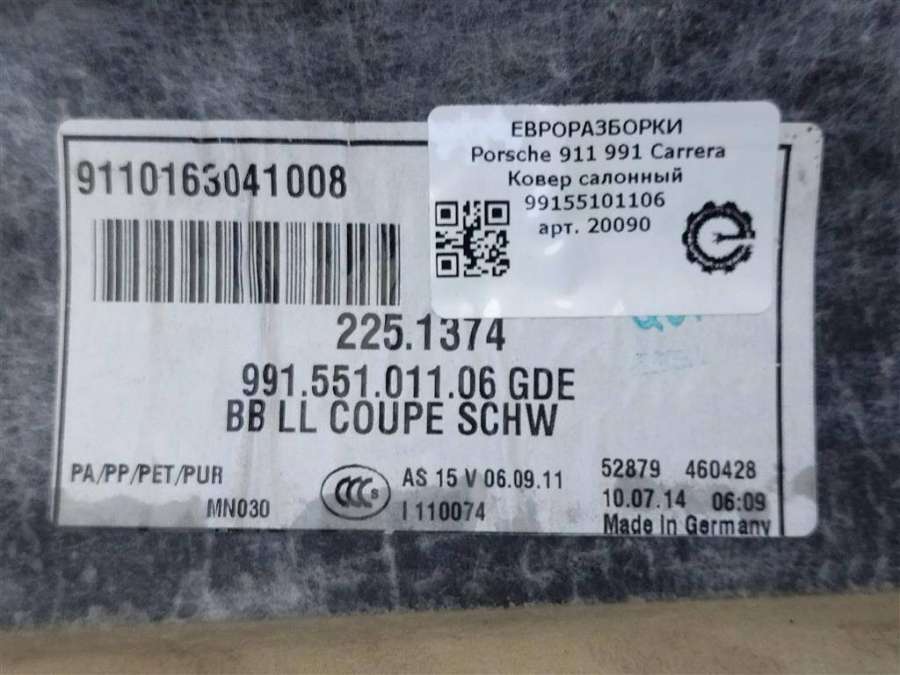 ЕВРОРАЗБОРКИ
Porsche 911 991 Carrera
Ковер салонный
99155101106
арт. 20090
9110163041008
225.1374
991.551.011.06 GDE
BB LL COUPE SCHW
PA/PP/PET/PUR
MN030
CCC S
AS 15 V 06.09.11
I 110074
52879 460428
10.07.14 06:09
Made in Germany